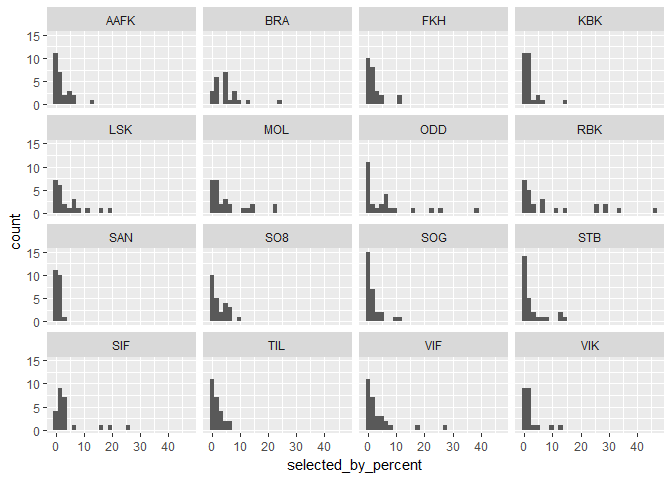 AAFK BRA FKH KBK
15
10
5
0
LSK MOL ODD RBK
15
10
5
0
SAN SO8 SOG STB
15
10
5
0
SIF TIL VIF VIK
15
10
5
0
0 10 20 30 40 0 10 20 30 40 0 10 20 30 40 0 10 20 30 40
count
selected_by_percent